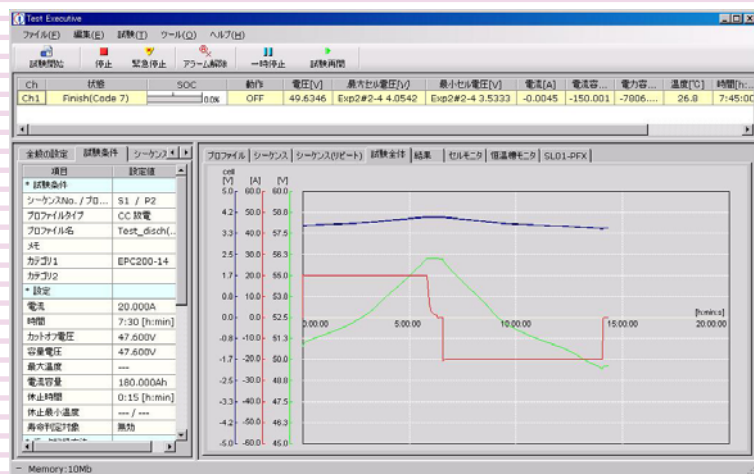 Test Executive
ファイル(F) 編集(E) 試験(T) ツール(O) ヘルプ(H)
試験開始 停止 緊急停止 アラーム解除 一時停止 試験再開
Ch 状態 SOC 動作 電圧[V] 最大セル電圧[V] 最小セル電圧[V] 電流[A] 電流容... 電力容... 温度[℃] 時間[h:...
Ch1 Finish(Code 7) 0.0% OFF 49.6346 Exp2#2-4 4.0542 Exp2#2-4 3.5333 -0.0045 -150.001 -7806.... 26.8 7:45:00
全般の設定 試験条件 シーケンス
プロファイル シーケンス シーケンス(リピート) 試験全体 結果 セルモニタ 恒温槽モニタ SL01-PFX
項目 設定値
* 試験条件
シーケンスNo. / プロ... S1 / P2
プロファイルタイプ CC 放電
プロファイル名 Test_disch(...
メモ
カテゴリ1 EPC200-14
カテゴリ2
* 設定
電流 20.000A
時間 7:30 [h:min]
カットオフ電圧 47.600V
容量電圧 47.600V
最大温度 ---
電流容量 180.000Ah
休止時間 0:15 [h:min]
休止最小温度 --- / ---
寿命判定対象 無効
cell
[V] [A] [V]
5.0 60.0 60.0
4.2 50.0 58.8
3.3 40.0 57.5
2.5 30.0 56.3
1.7 20.0 55.0
0.8 10.0 53.8
0.0 0.0 52.5
-0.8 -10.0 51.3
-1.7 -20.0 50.0
-2.5 -30.0 48.8
-3.3 -40.0 47.5
-4.2 -50.0 46.3
-5.0 -60.0 45.0
[h:min:s]
0:00:00 5:00:00 10:00:00 15:00:00 20:00:00
Memory:10Mb